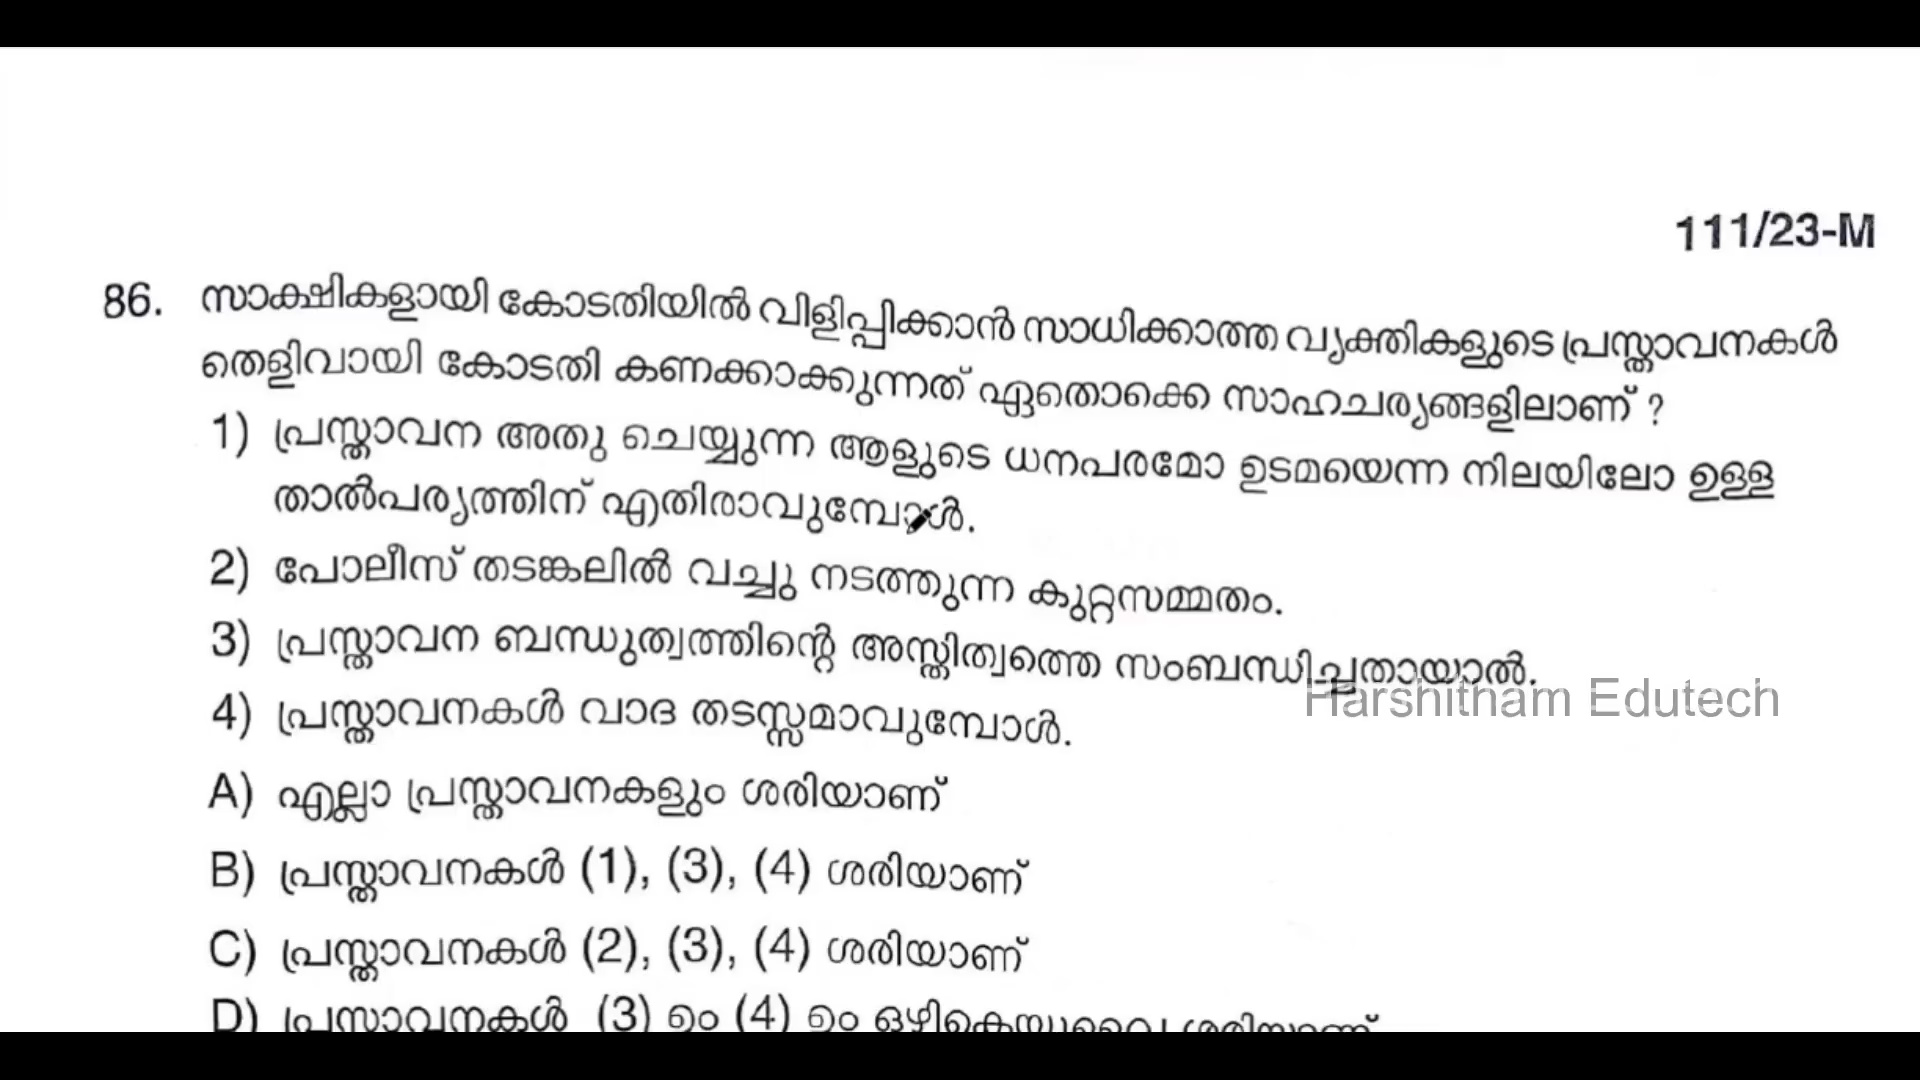 111/23-M
86. സാക്ഷികളായി കോടതിയിൽ വിളിപ്പിക്കാൻ സാധിക്കാത്ത വ്യക്തികളുടെ പ്രസ്താവനകൾ
തെളിവായി കോടതി കണക്കാക്കുന്നത് ഏതൊക്കെ സാഹചര്യങ്ങളിലാണ് ?
1) പ്രസ്താവന അതു ചെയ്യുന്ന ആളുടെ ധനപരമോ ഉടമയെന്ന നിലയിലോ ഉള്ള
താൽപര്യത്തിന് എതിരാവുമ്പോൾ.
2) പോലീസ് തടങ്കലിൽ വച്ചു നടത്തുന്ന കുറ്റസമ്മതം.
3) പ്രസ്താവന ബന്ധുത്വത്തിന്റെ അസ്തിത്വത്തെ സംബന്ധിച്ചതായാൽ.
Harshitham Edutech
4) പ്രസ്താവനകൾ വാദ തടസ്സമാവുമ്പോൾ.
A) എല്ലാ പ്രസ്താവനകളും ശരിയാണ്
B) പ്രസ്താവനകൾ (1), (3), (4) ശരിയാണ്
C) പ്രസ്താവനകൾ (2), (3), (4) ശരിയാണ്
D) പ്രസ്താവനകൾ (3) ഉം (4) ഉം ഒഴികെയുള്ളവ ശരിയാണ്